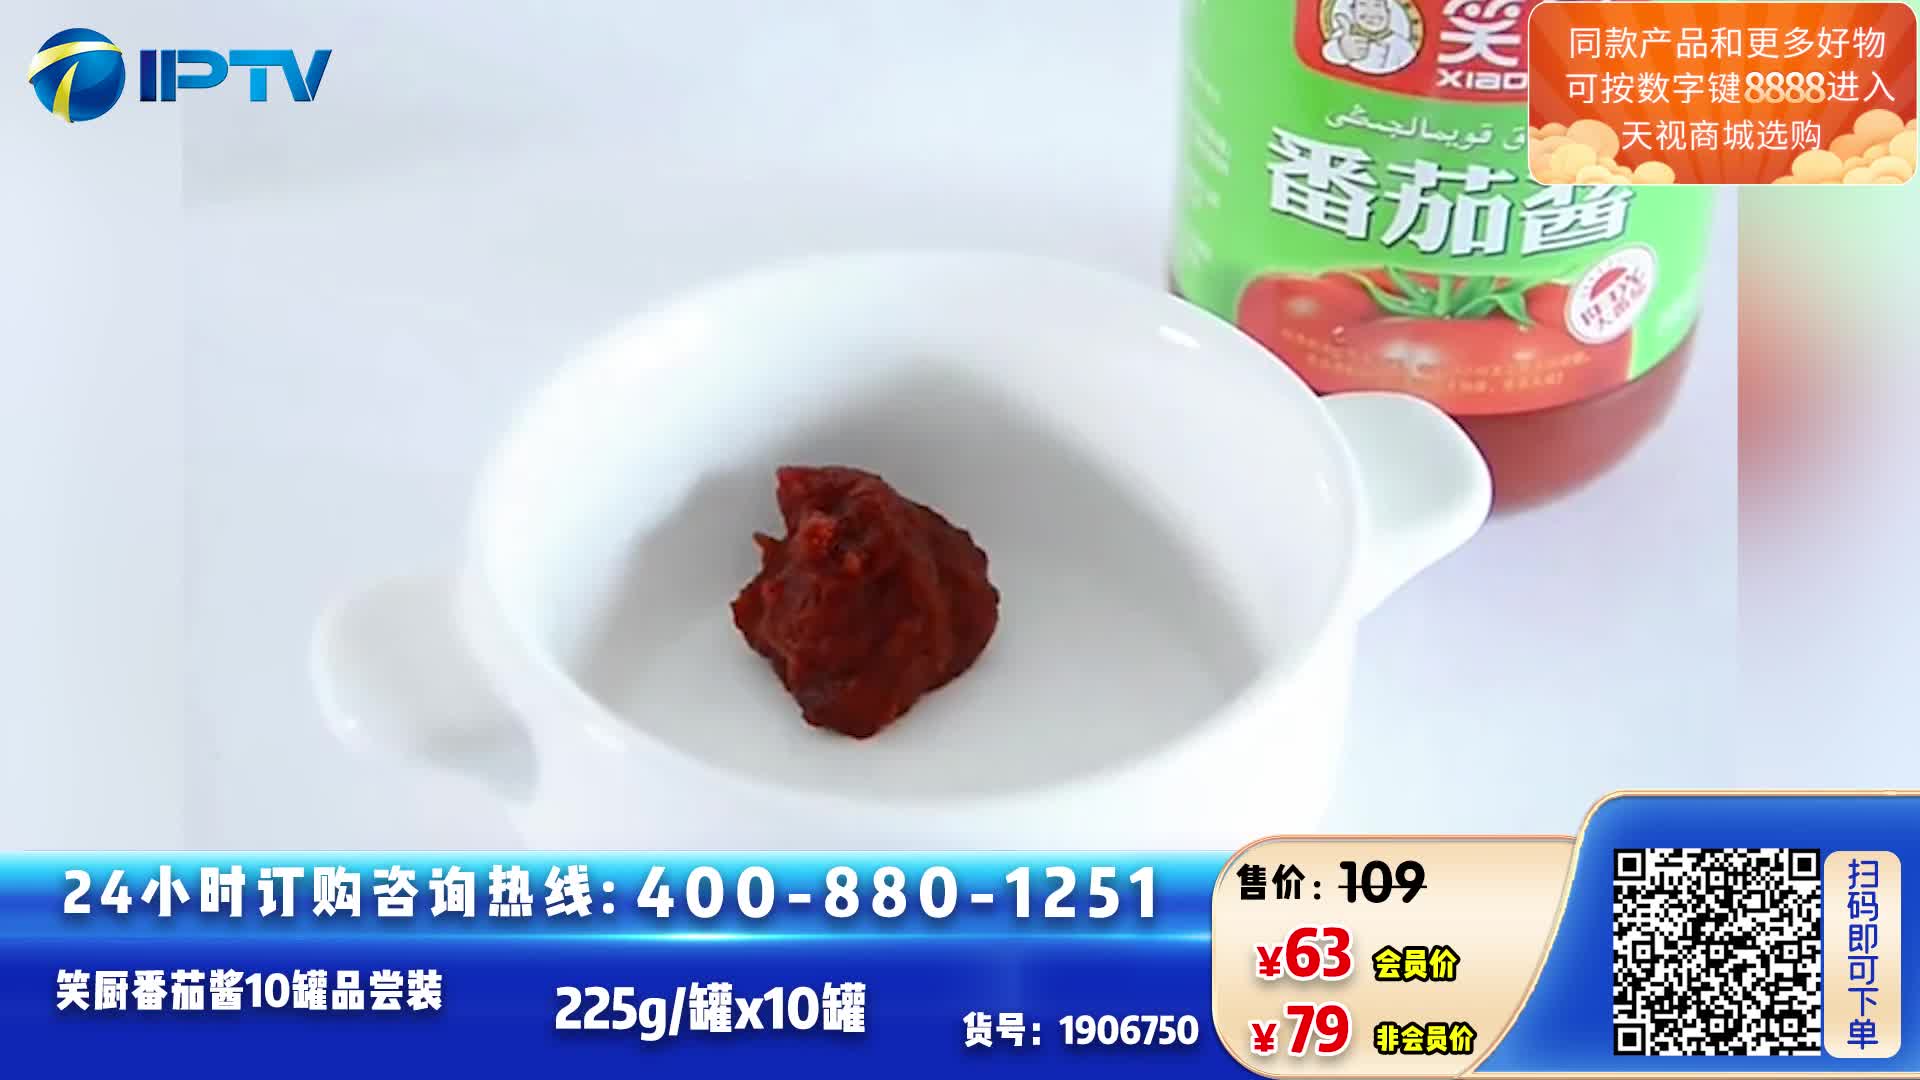 IPTV
同款产品和更多好物
可按数字键8888进入
天视商城选购
笑
XIAO
قويمالجىسى
番茄酱
24小时订购咨询热线:400-880-1251
笑厨番茄酱10罐品尝装
225g/罐x10罐
货号：1906750
售价：109
¥63 会员价
¥79 非会员价
扫码即可下单